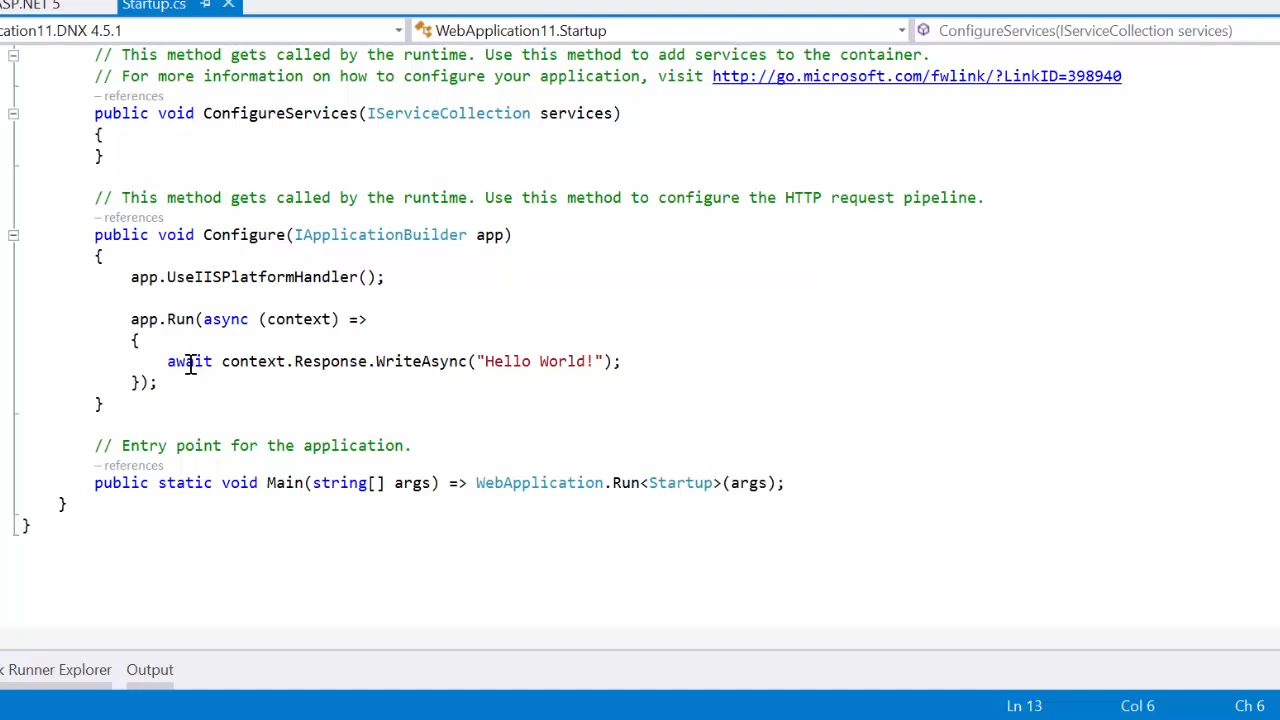 ASP.NET 5 Startup.cs
cation11.DNX 4.5.1 WebApplication11.Startup ConfigureServices(IServiceCollection services)
// This method gets called by the runtime. Use this method to add services to the container.
// For more information on how to configure your application, visit http://go.microsoft.com/fwlink/?LinkID=398940
– references
public void ConfigureServices(IServiceCollection services)
{
}
// This method gets called by the runtime. Use this method to configure the HTTP request pipeline.
– references
public void Configure(IApplicationBuilder app)
{
app.UseIISPlatformHandler();
app.Run(async (context) =>
{
await context.Response.WriteAsync("Hello World!");
});
}
// Entry point for the application.
– references
public static void Main(string[] args) => WebApplication.Run<Startup>(args);
}
}
k Runner Explorer Output
Ln 13 Col 6 Ch 6